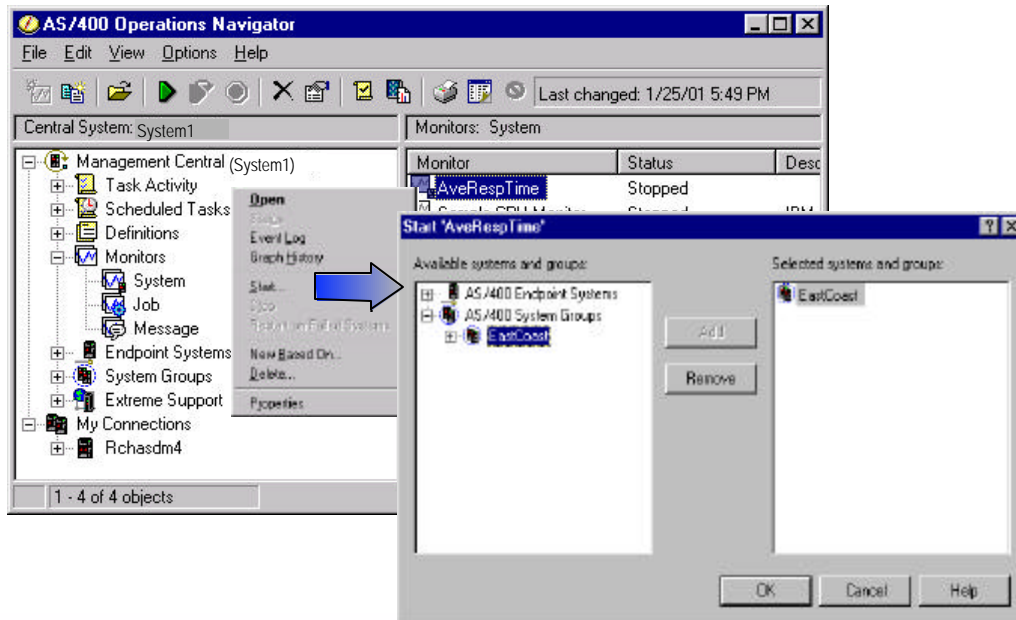 AS/400 Operations Navigator
File Edit View Options Help
Last changed: 1/25/01 5:49 PM
Central System: System1
Monitors: System
Management Central (System1)
Task Activity
Scheduled Tasks
Definitions
Monitors
System
Job
Message
Endpoint Systems
System Groups
Extreme Support
My Connections
Rchasdm4
1 - 4 of 4 objects
Monitor Status Desc
AveRespTime Stopped
Open
Event Log
Graph History
Start...
Stop
New Based On...
Delete...
Properties
Start 'AveRespTime'
Available systems and groups:
AS/400 Endpoint Systems
AS/400 System Groups
EastCoast
Add
Remove
Selected systems and groups:
EastCoast
OK Cancel Help